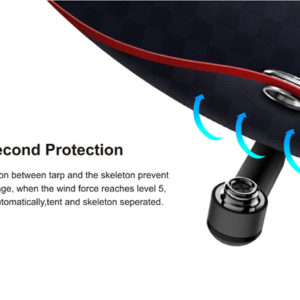 econd Protection
on between tarp and the skeleton prevent
ge, when the wind force reaches level 5,
utomatically,tent and skeleton seperated.